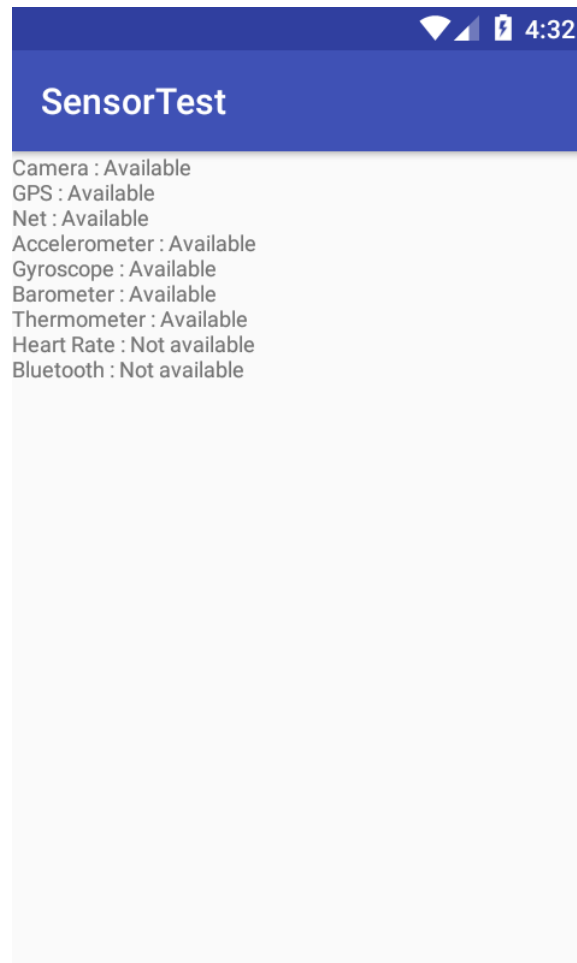 4:32
SensorTest
Camera : Available
GPS : Available
Net : Available
Accelerometer : Available
Gyroscope : Available
Barometer : Available
Thermometer : Available
Heart Rate : Not available
Bluetooth : Not available